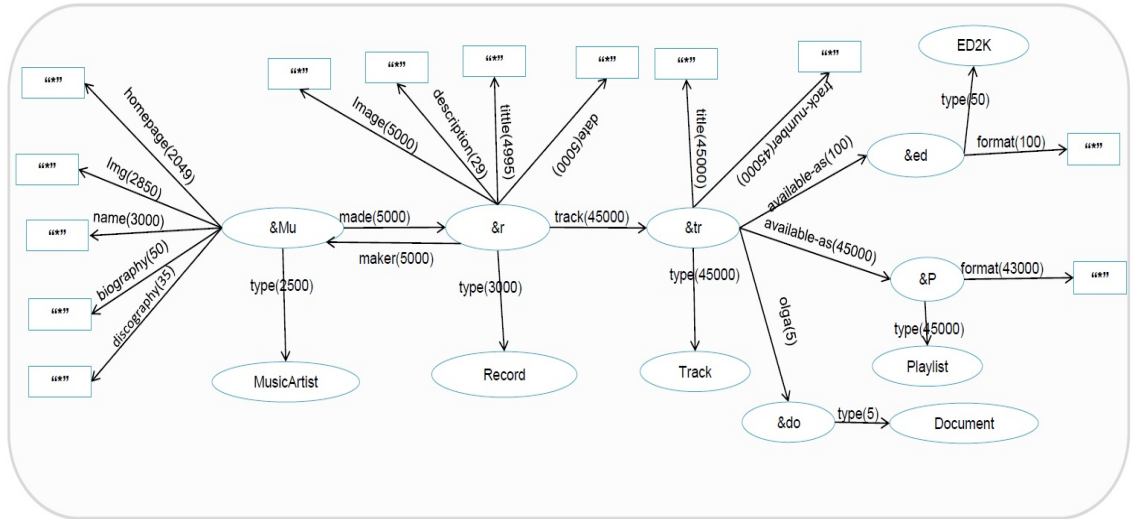 ED2K
"*"
"*"
"*"
"*"
"*"
"*"
"*"
homepage(2049)
Image(5000)
description(29)
tittle(4995)
date(5000)
title(45000)
track-number(45000)
type(50)
&ed
format(100)
"*"
"*"
Img(2850)
available-as(100)
name(3000)
"*"
&Mu
made(5000)
&r
track(45000)
&tr
available-as(45000)
maker(5000)
biography(50)
&P
format(43000)
"*"
type(2500)
type(3000)
type(45000)
"*"
discography(35)
olga(5)
type(45000)
"*"
MusicArtist
Record
Track
Playlist
&do
type(5)
Document